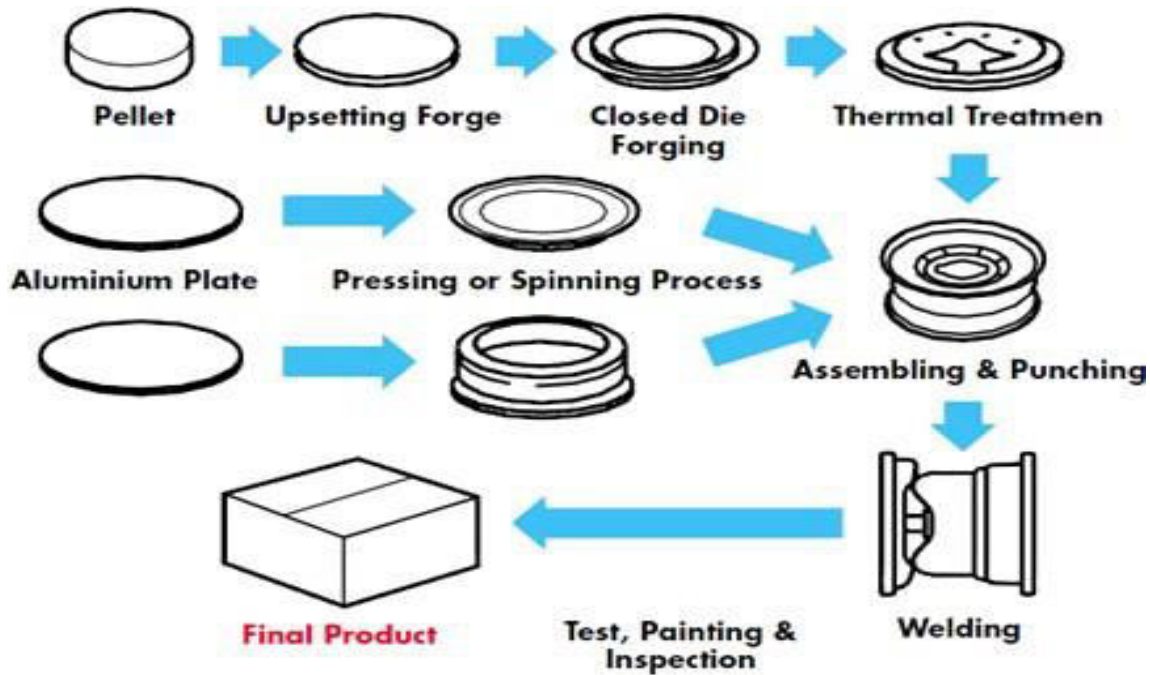 Pellet
Upsetting Forge
Closed Die
Forging
Thermal Treatmen
Aluminium Plate
Pressing or Spinning Process
Assembling & Punching
Final Product
Test, Painting &
Inspection
Welding